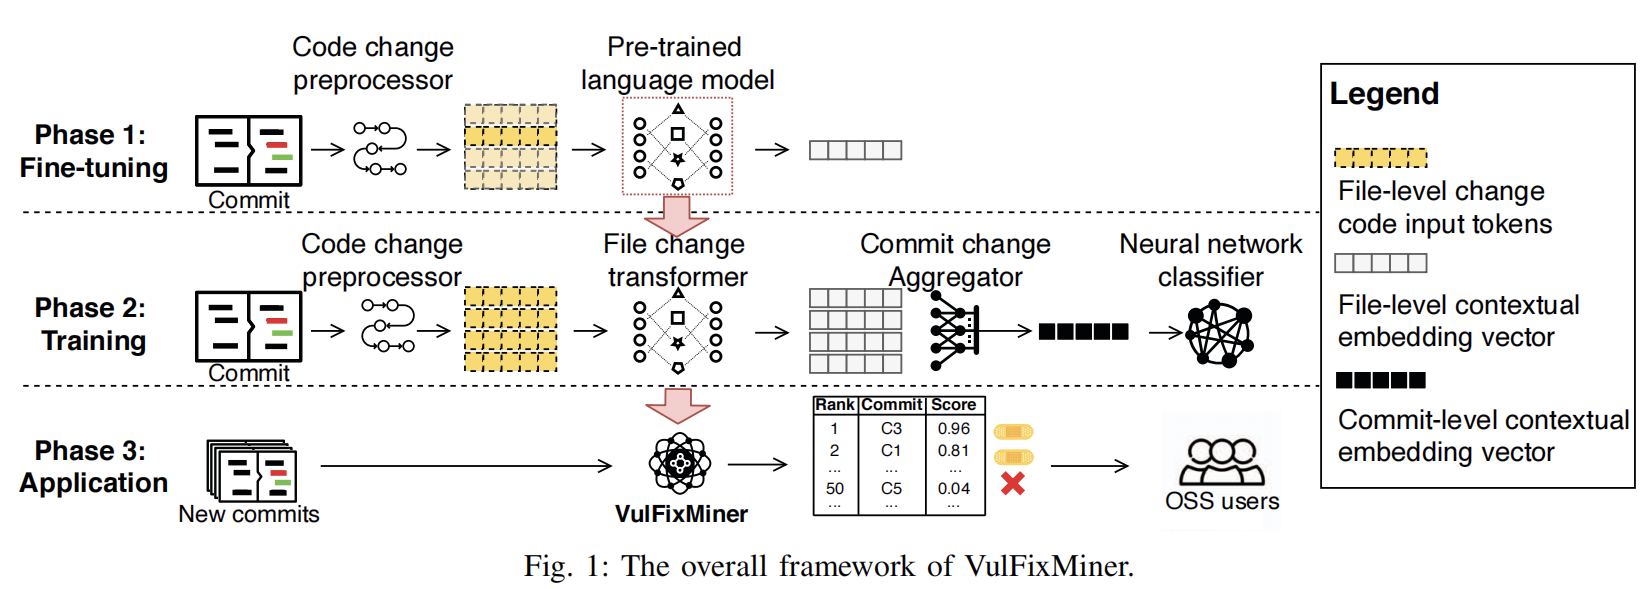 Code change
preprocessor
Pre-trained
language model
Phase 1:
Fine-tuning
Commit
Code change
preprocessor
File change
transformer
Commit change
Aggregator
Neural network
classifier
Phase 2:
Training
Commit
Phase 3:
Application
New commits
VulFixMiner
Rank Commit Score
1 C3 0.96
2 C1 0.81
... ... ...
50 C5 0.04
... ... ...
OSS users
Legend
File-level change
code input tokens
File-level contextual
embedding vector
Commit-level contextual
embedding vector
Fig. 1: The overall framework of VulFixMiner.